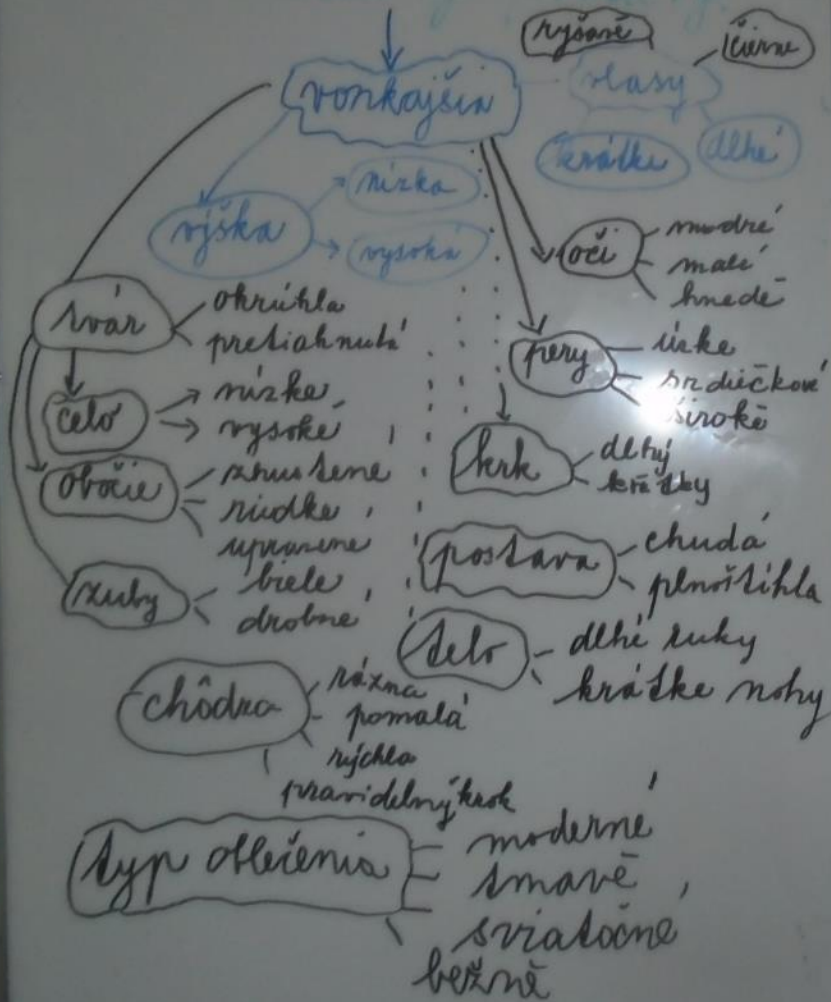 ryšavé
čierne
vonkajšia
vlasy
krátke
dlhé
výška
nízka
vysoká
oči
modré
malé
hnedé
tvár
okrúhla
pretiahnutá
pery
úzke
srdiečkové
široké
čelo
nízke
vysoké
krk
dlhý
krátky
obočie
zhustené
riedke
upravené
postava
chudá
plnoštíhla
zuby
biele
drobné
telo
dlhé ruky
krátke nohy
chôdza
rázna
pomalá
rýchla
pravidelný krok
typ oblečenia
moderné
tmavé
sviatočné
bežné